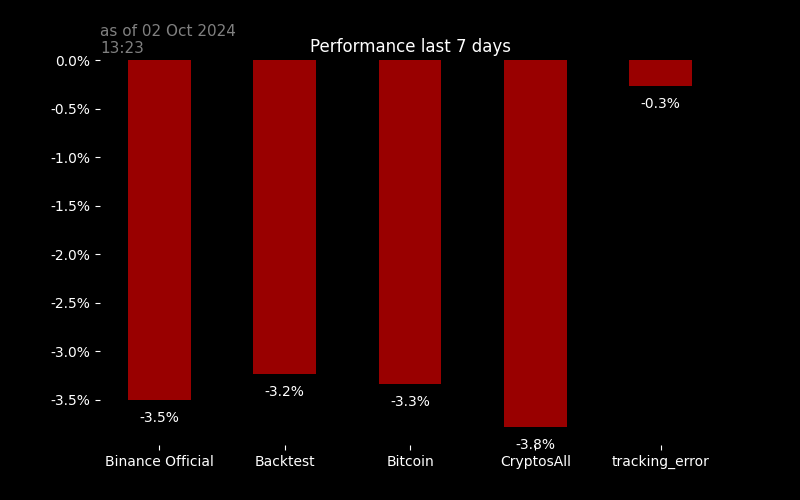 as of 02 Oct 2024
13:23
Performance last 7 days
0.0%
-0.5%
-1.0%
-1.5%
-2.0%
-2.5%
-3.0%
-3.5%
-0.3%
-3.2%
-3.3%
-3.5%
-3.8%
Binance Official
Backtest
Bitcoin
CryptosAll
tracking_error